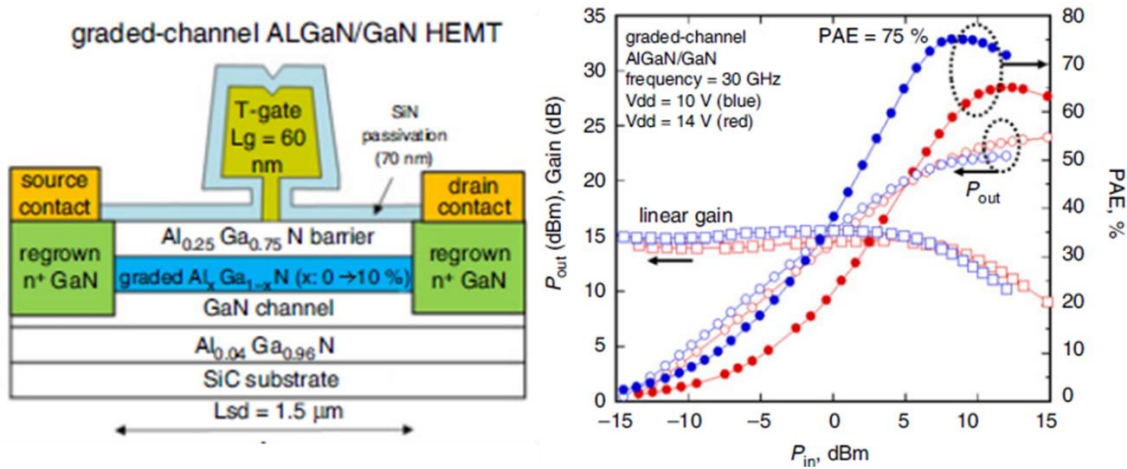 graded-channel ALGaN/GaN HEMT
T-gate
Lg = 60
nm
SiN
passivation
(70 nm)
source
contact
drain
contact
Al0.25 Ga0.75 N barrier
regrown
n+ GaN
graded AlxGa1-xN (x: 0→10 %)
regrown
n+ GaN
GaN channel
Al0.04 Ga0.96 N
SiC substrate
Lsd = 1.5 μm
graded-channel
AlGaN/GaN
frequency = 30 GHz
Vdd = 10 V (blue)
Vdd = 14 V (red)
PAE = 75 %
linear gain
Pout
Pout (dBm), Gain (dB)
35
30
25
20
15
10
5
0
80
70
60
50
40
30
20
10
0
PAE, %
−15 −10 −5 0 5 10 15
Pin, dBm